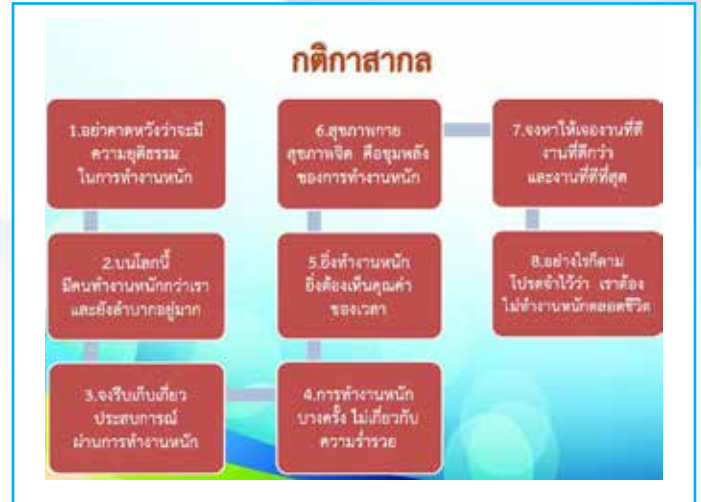 กติกาสากล
1.อย่าคาดหวังว่าจะมี
ความยุติธรรม
ในการทำงานหนัก
2.บนโลกนี้
มีคนทำงานหนักกว่าเรา
และยังลำบากอยู่มาก
3.จงรีบเก็บเกี่ยว
ประสบการณ์
ผ่านการทำงานหนัก
4.การทำงานหนัก
บางครั้ง ไม่เกี่ยวกับ
ความร่ำรวย
5.ยิ่งทำงานหนัก
ยิ่งต้องเห็นคุณค่า
ของเวลา
6.สุขภาพกาย
สุขภาพจิต คือขุมพลัง
ของการทำงานหนัก
7.จงหาให้เจองานที่ดี
งานที่ดีกว่า
และงานที่ดีที่สุด
8.อย่างไรก็ตาม
โปรดจำไว้ว่า เราต้อง
ไม่ทำงานหนักตลอดชีวิต